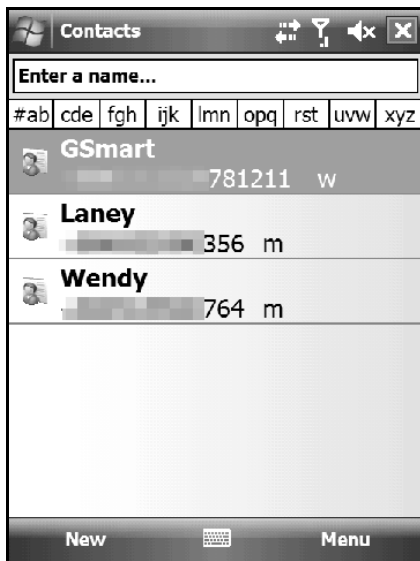 Contacts
Enter a name...
#ab cde fgh ijk lmn opq rst uvw xyz
GSmart
781211 w
Laney
356 m
Wendy
764 m
New Menu